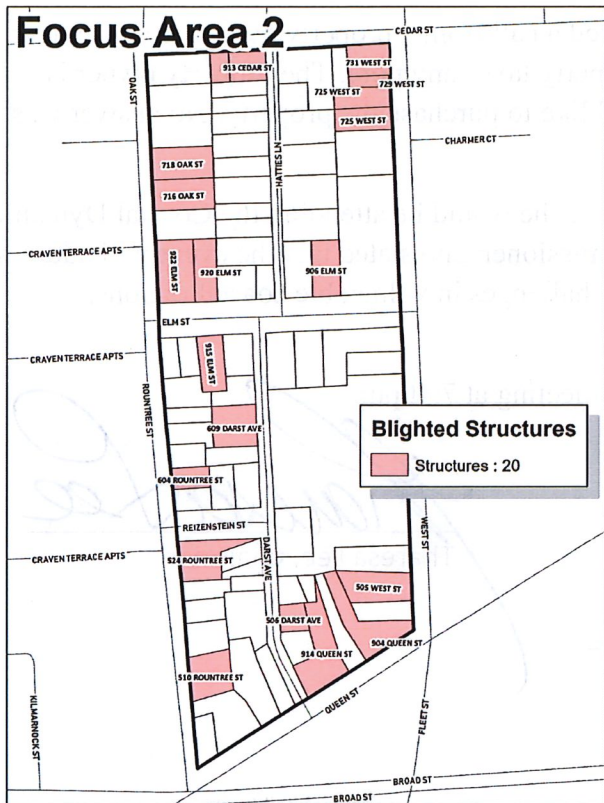 Focus Area 2
CEDAR ST
OAK ST
913 CEDAR ST
731 WEST ST
725 WEST ST
729 WEST ST
725 WEST ST
HATTIES LN
CHARMER CT
718 OAK ST
716 OAK ST
CRAVEN TERRACE APTS
922 ELM ST
920 ELM ST
906 ELM ST
ELM ST
CRAVEN TERRACE APTS
915 ELM ST
ROUNTREE ST
609 DARST AVE
Blighted Structures
Structures : 20
604 ROUNTREE ST
REIZENSTEIN ST
DARST AVE
WEST ST
CRAVEN TERRACE APTS
524 ROUNTREE ST
505 WEST ST
506 DARST AVE
914 QUEEN ST
904 QUEEN ST
510 ROUNTREE ST
QUEEN ST
KILMARNOCK ST
FLEET ST
BROAD ST
BROAD ST